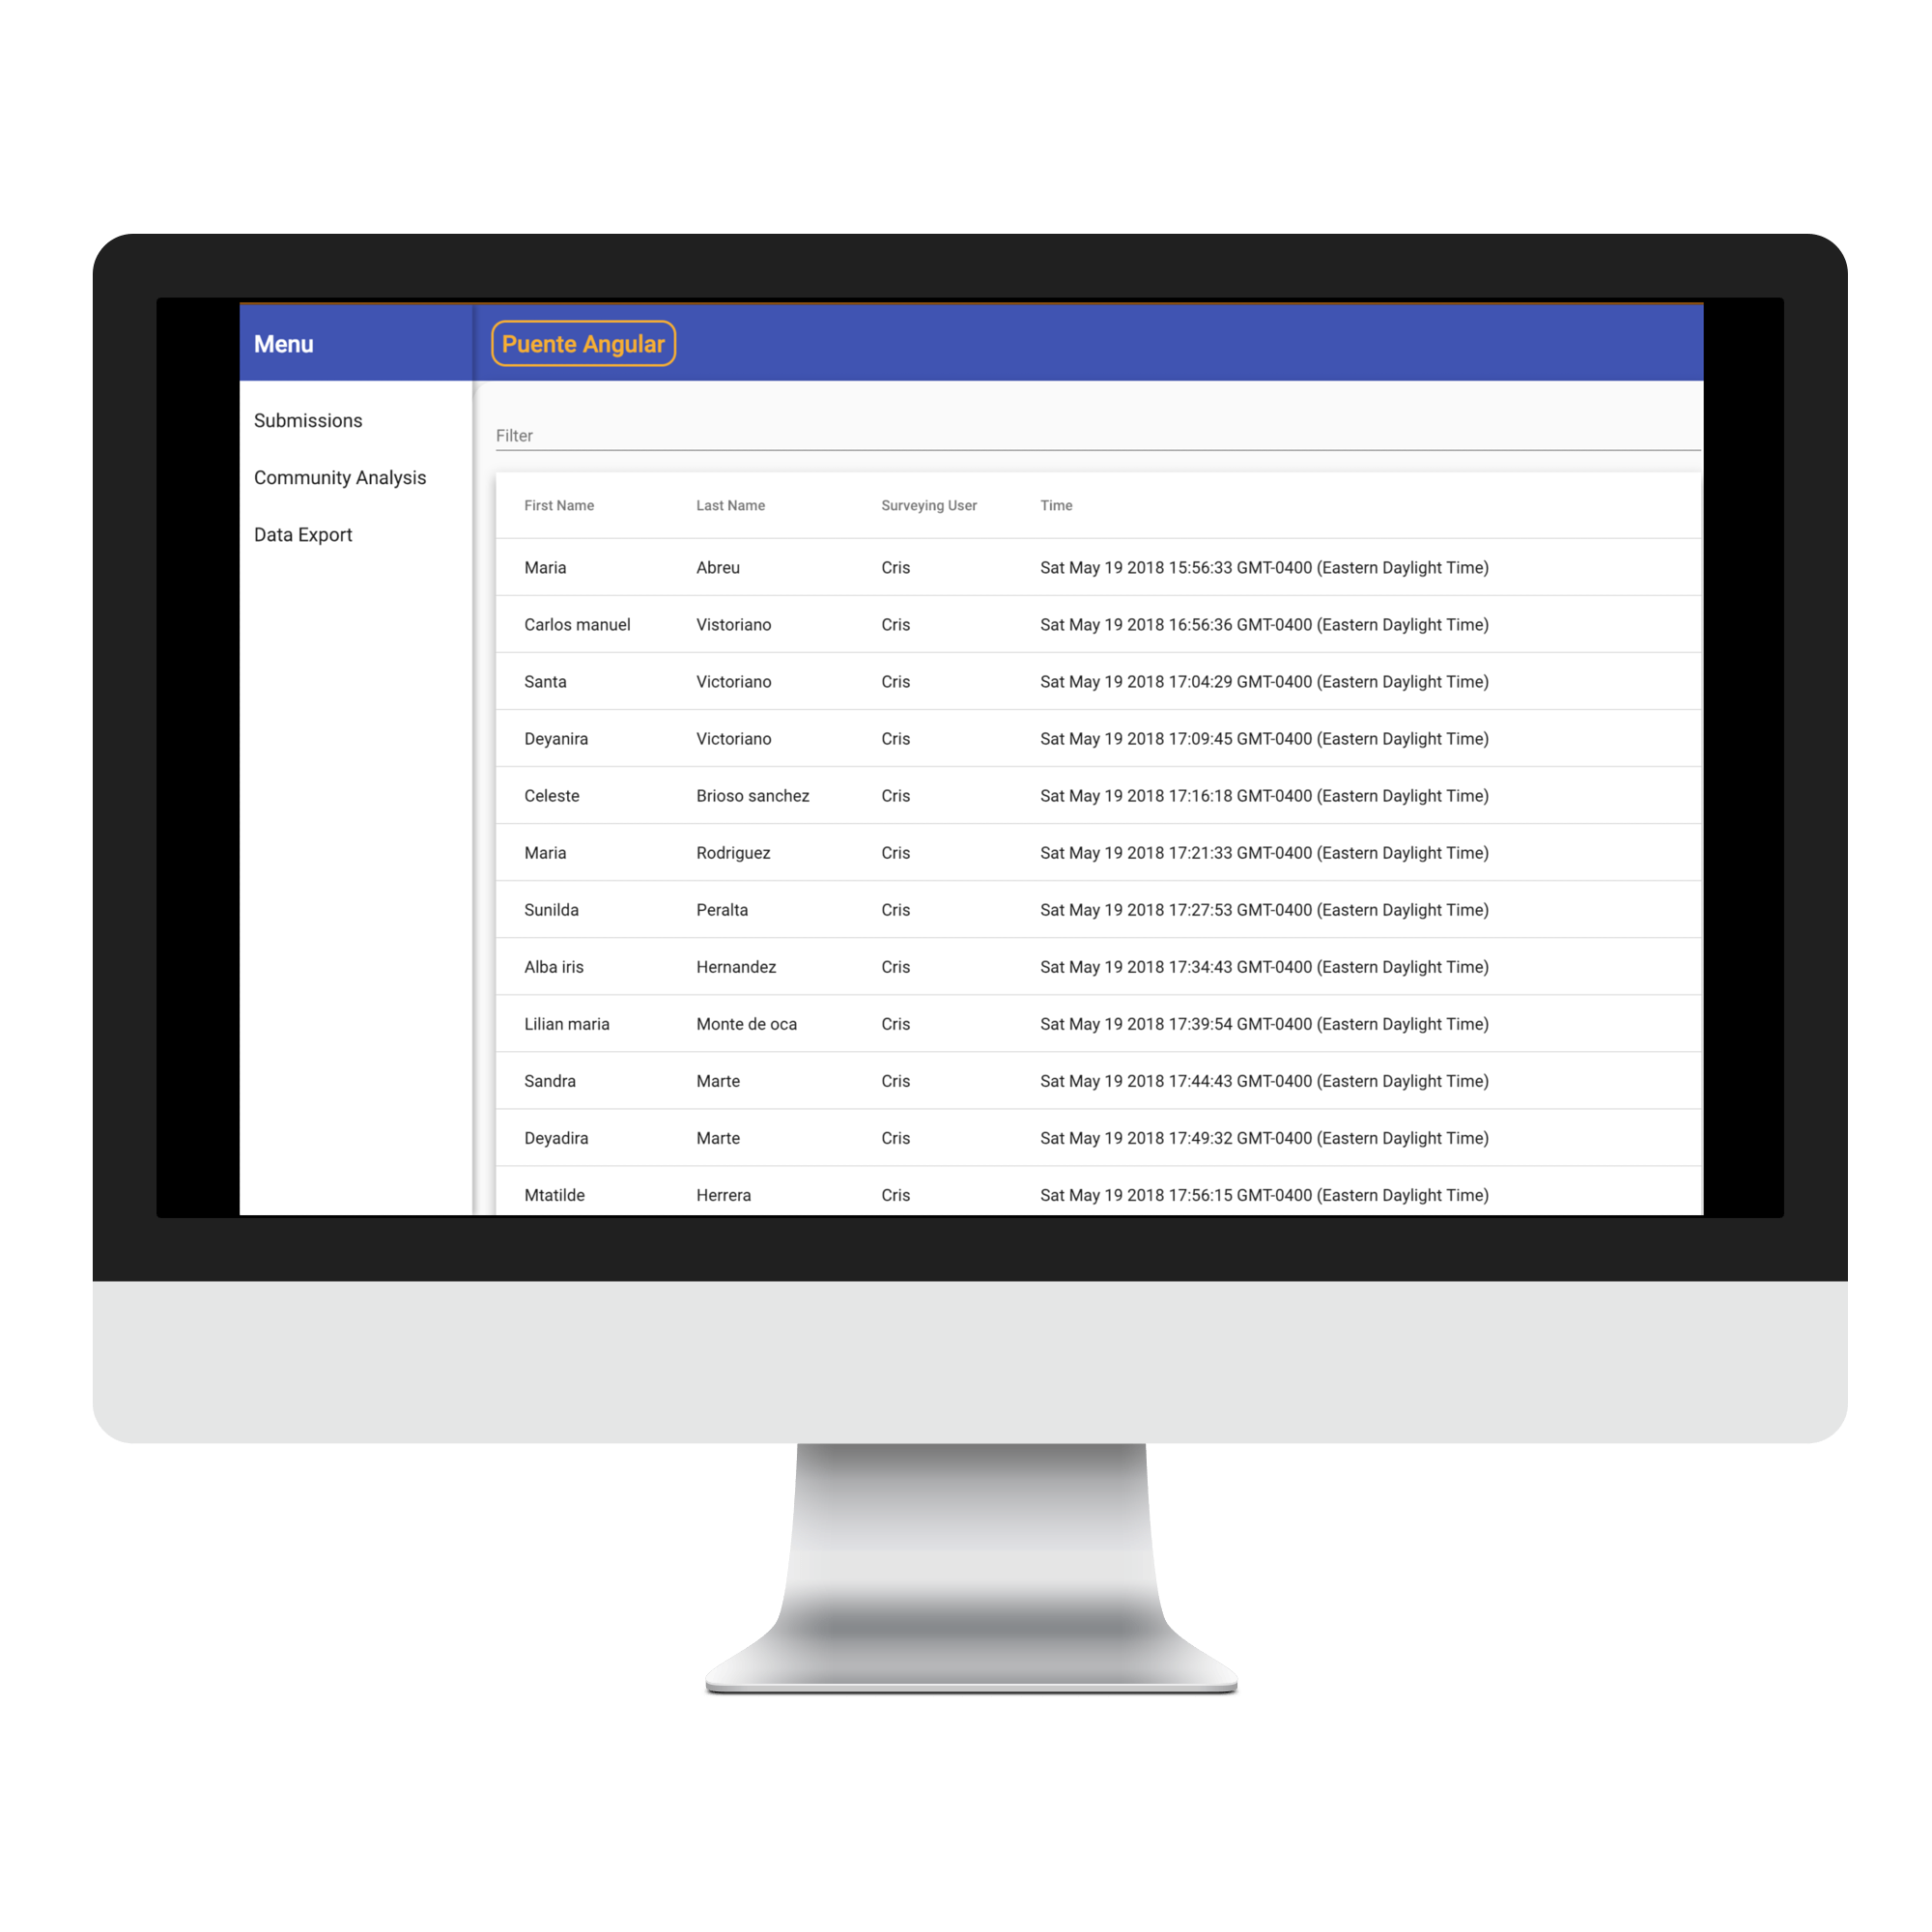 Menu
Puente Angular
Submissions
Community Analysis
Data Export
Filter
First Name Last Name Surveying User Time
Maria Abreu Cris Sat May 19 2018 15:56:33 GMT-0400 (Eastern Daylight Time)
Carlos manuel Vistoriano Cris Sat May 19 2018 16:56:36 GMT-0400 (Eastern Daylight Time)
Santa Victoriano Cris Sat May 19 2018 17:04:29 GMT-0400 (Eastern Daylight Time)
Deyanira Victoriano Cris Sat May 19 2018 17:09:45 GMT-0400 (Eastern Daylight Time)
Celeste Brioso sanchez Cris Sat May 19 2018 17:16:18 GMT-0400 (Eastern Daylight Time)
Maria Rodriguez Cris Sat May 19 2018 17:21:33 GMT-0400 (Eastern Daylight Time)
Sunilda Peralta Cris Sat May 19 2018 17:27:53 GMT-0400 (Eastern Daylight Time)
Alba iris Hernandez Cris Sat May 19 2018 17:34:43 GMT-0400 (Eastern Daylight Time)
Lilian maria Monte de oca Cris Sat May 19 2018 17:39:54 GMT-0400 (Eastern Daylight Time)
Sandra Marte Cris Sat May 19 2018 17:44:43 GMT-0400 (Eastern Daylight Time)
Deyadira Marte Cris Sat May 19 2018 17:49:32 GMT-0400 (Eastern Daylight Time)
Mtatilde Herrera Cris Sat May 19 2018 17:56:15 GMT-0400 (Eastern Daylight Time)